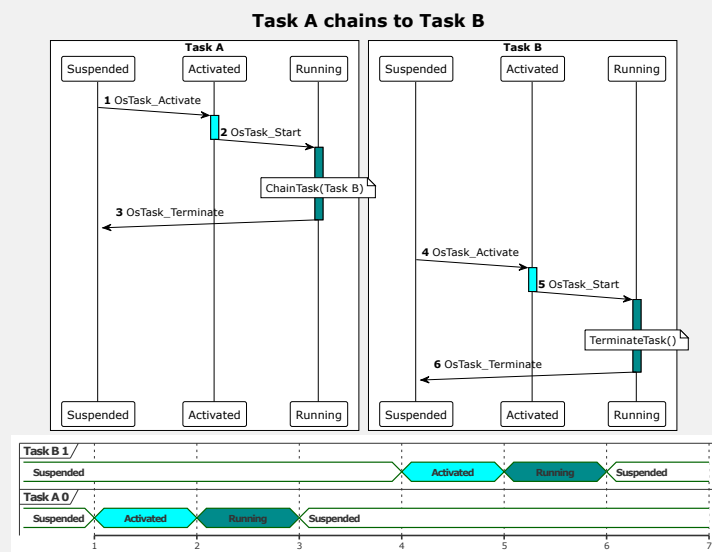 Task A chains to Task B
Task A
Task B
Suspended Activated Running Suspended Activated Running
1 OsTask_Activate
2 OsTask_Start
ChainTask(Task B)
3 OsTask_Terminate
4 OsTask_Activate
5 OsTask_Start
TerminateTask()
6 OsTask_Terminate
Suspended Activated Running Suspended Activated Running
Task B 1
Suspended Activated Running Suspended
Task A 0
Suspended Activated Running Suspended
1 2 3 4 5 6 7